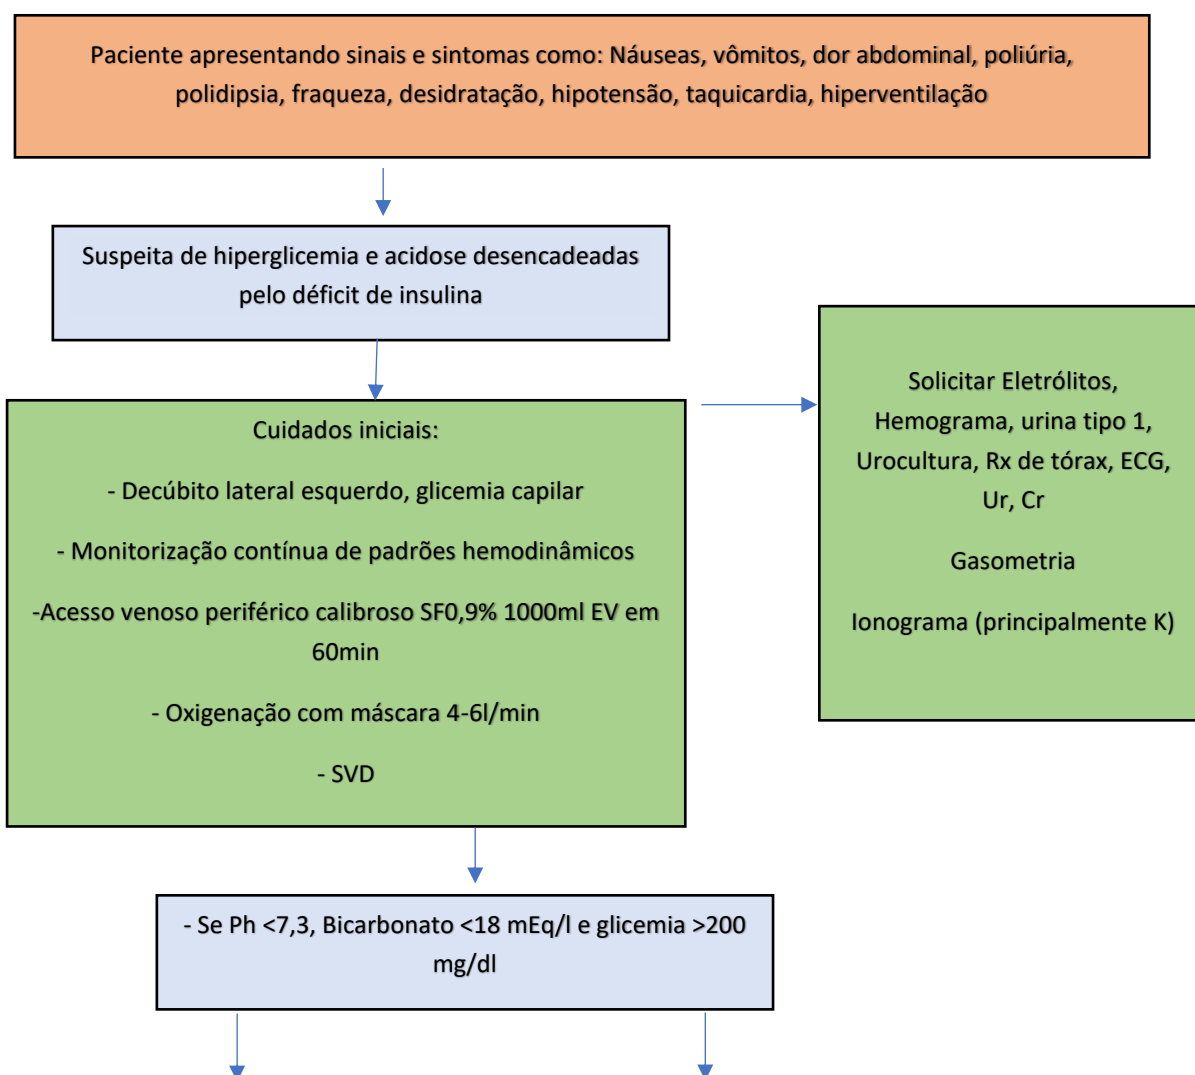 Paciente apresentando sinais e sintomas como: Náuseas, vômitos, dor abdominal, poliúria,
polidipsia, fraqueza, desidratação, hipotensão, taquicardia, hiperventilação
Suspeita de hiperglicemia e acidose desencadeadas
pelo déficit de insulina
Cuidados iniciais:
- Decúbito lateral esquerdo, glicemia capilar
- Monitorização contínua de padrões hemodinâmicos
-Acesso venoso periférico calibroso SF0,9% 1000ml EV em
60min
- Oxigenação com máscara 4-6l/min
- SVD
Solicitar Eletrólitos,
Hemograma, urina tipo 1,
Urocultura, Rx de tórax, ECG,
Ur, Cr
Gasometria
Ionograma (principalmente K)
- Se Ph <7,3, Bicarbonato <18 mEq/l e glicemia >200
mg/dl